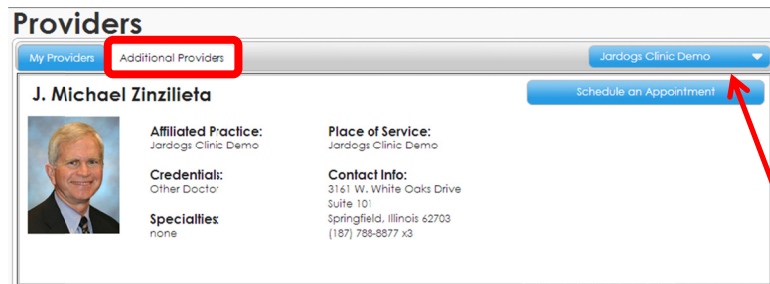 Providers
My Providers
Additional Providers
Jardogs Clinic Demo
J. Michael Zinzilieta
Schedule an Appointment
Affiliated Practice:
Jardogs Clinic Demo
Place of Service:
Jardogs Clinic Demo
Credentials:
Other Doctor
Contact Info:
3161 W. White Oaks Drive
Suite 101
Springfield, Illinois 62703
(187) 788-8877 x3
Specialties:
none